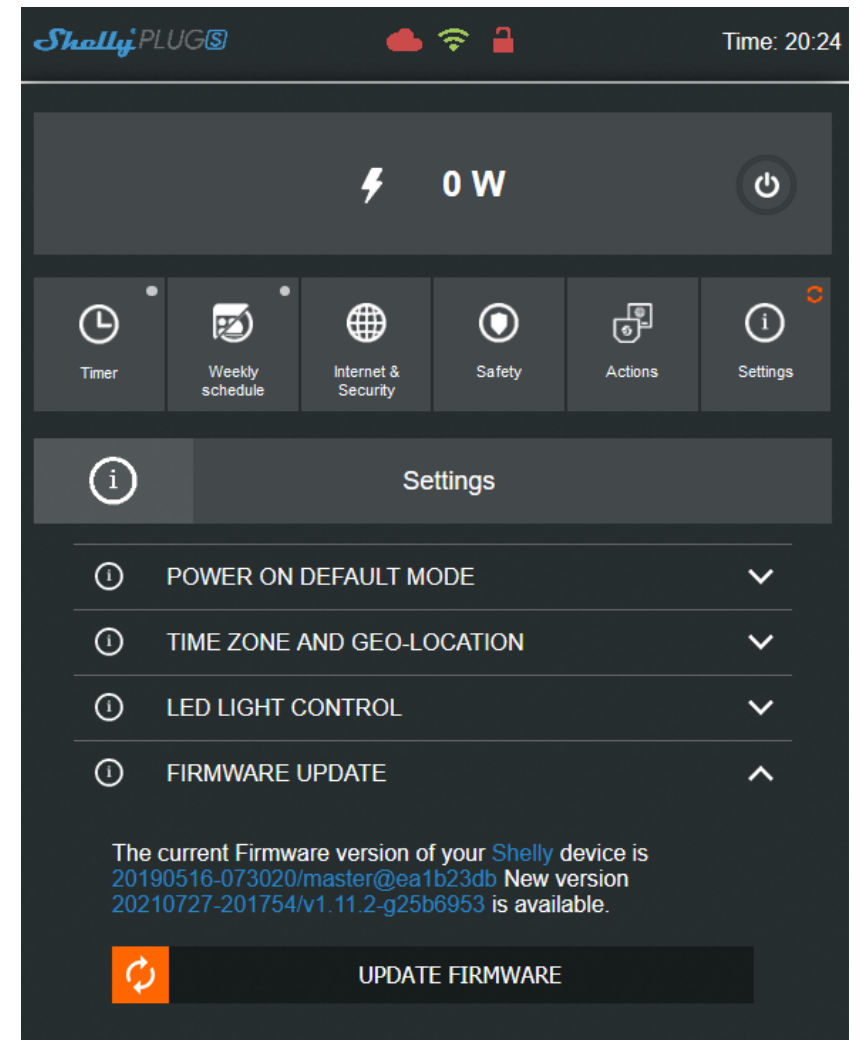 Shelly PLUG S Time: 20:24
0 W
Timer
Weekly
schedule
Internet &
Security
Safety
Actions
Settings
Settings
POWER ON DEFAULT MODE
TIME ZONE AND GEO-LOCATION
LED LIGHT CONTROL
FIRMWARE UPDATE
The current Firmware version of your Shelly device is
20190516-073020/master@ea1b23db New version
20210727-201754/v1.11.2-g25b6953 is available.
UPDATE FIRMWARE